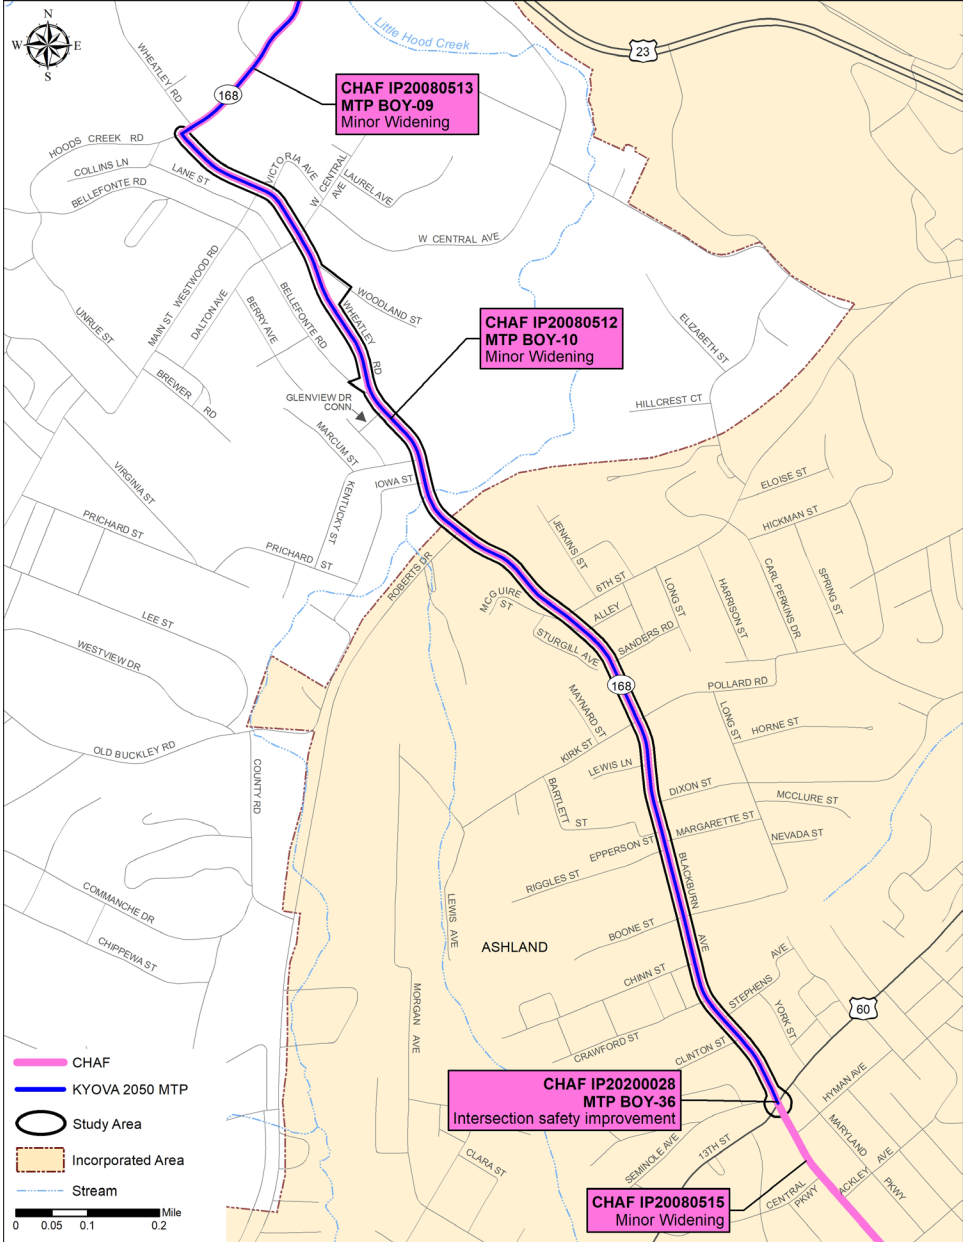 N
W E
S
Little Hood Creek
23
WHEATLEY RD
CHAF IP20080513
MTP BOY-09
Minor Widening
168
HOODS CREEK RD
COLLINS LN
LANE ST
BELLEFONTE RD
VICTORIA AVE
W CENTRAL AVE
LAUREL AVE
W CENTRAL AVE
MAIN ST WESTWOOD RD
DALTON AVE
BERRY AVE
BELLEFONTE RD
WOODLAND ST
WHEATLEY RD
UNRUE ST
BREWER RD
CHAF IP20080512
MTP BOY-10
Minor Widening
ELIZABETH ST
HILLCREST CT
GLENVIEW DR
CONN
MARCUM ST
IOWA ST
KENTUCKY ST
VIRGINIA ST
PRICHARD ST
PRICHARD ST
ELOISE ST
HICKMAN ST
JENKINS ST
ROBERTS DR
MCGUIRE
ST
6TH ST
ALLEY
LONG ST
HARRISON ST
CARL PERKINS DR
SPRING ST
SANDERS RD
STURGILL AVE
LEE ST
WESTVIEW DR
168
POLLARD RD
MAYNARD ST
KIRK ST
LONG ST
HORNE ST
OLD BUCKLEY RD
COUNTY RD
LEWIS LN
DIXON ST
MCCLURE ST
BARTLETT ST
MARGARETTE ST
NEVADA ST
EPPERSON ST
RIGGLES ST
BLACKBURN AVE
COMMANCHE DR
CHIPPEWA ST
LEWIS AVE
BOONE ST
ASHLAND
CHINN ST
STEPHENS AVE
YORK ST
60
MORGAN AVE
CRAWFORD ST
CLINTON ST
HYMAN AVE
CHAF IP20200028
MTP BOY-36
Intersection safety improvement
MARYLAND PKWY
SEMINOLE AVE
13TH ST
CLARA ST
CENTRAL
PKWY
ACKLEY AVE
CHAF IP20080515
Minor Widening
CHAF
KYOVA 2050 MTP
Study Area
Incorporated Area
Stream
Mile
0 0.05 0.1 0.2